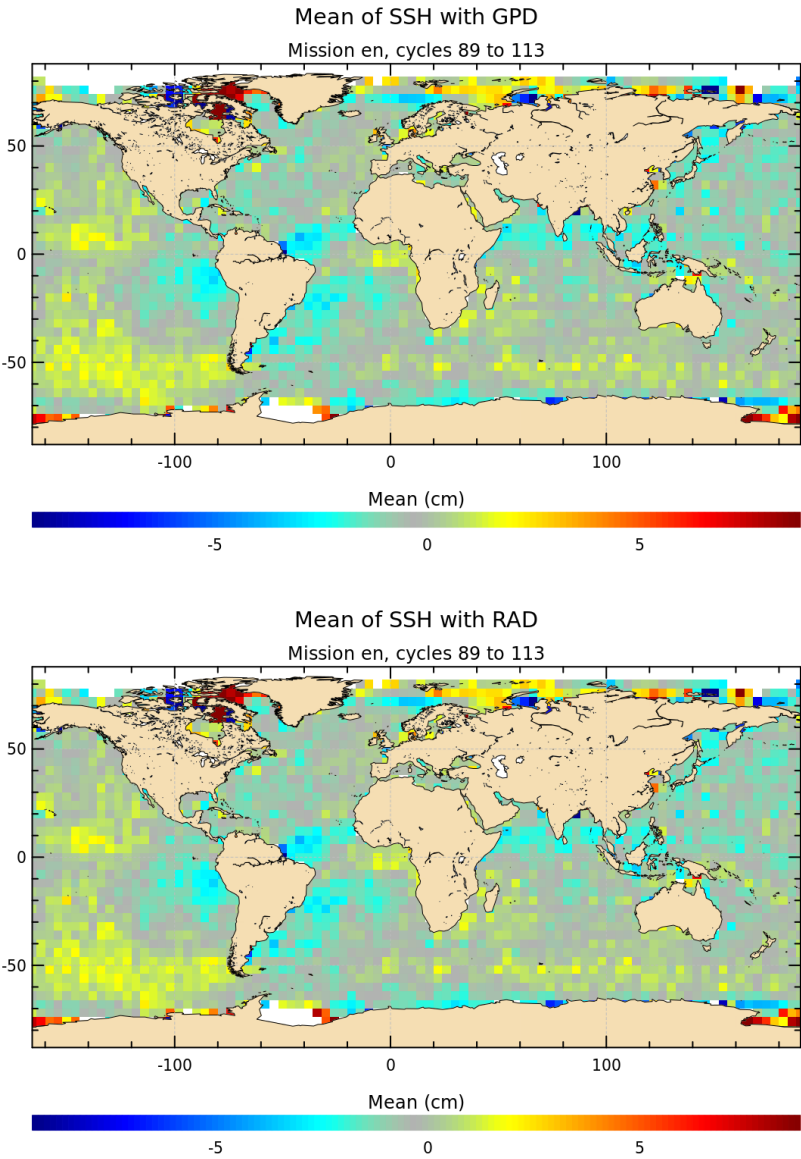 Mean of SSH with GPD
Mission en, cycles 89 to 113
50
0
-50
-100 0 100
Mean (cm)
-5 0 5
Mean of SSH with RAD
Mission en, cycles 89 to 113
50
0
-50
-100 0 100
Mean (cm)
-5 0 5